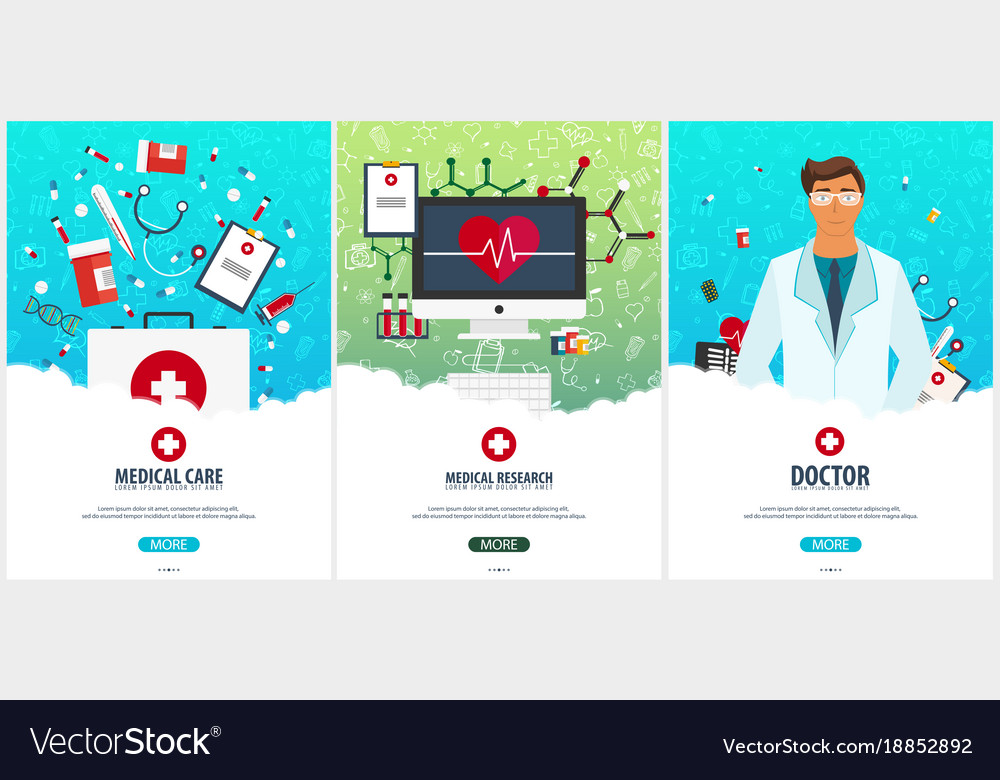 MEDICAL CARE
LOREM IPSUM DOLOR SIT AMET
Lorem ipsum dolor sit amet, consectetur adipiscing elit,
sed do eiusmod tempor incididunt ut labore et dolore magna aliqua.
MORE
MEDICAL RESEARCH
LOREM IPSUM DOLOR SIT AMET
Lorem ipsum dolor sit amet, consectetur adipiscing elit,
sed do eiusmod tempor incididunt ut labore et dolore magna aliqua.
MORE
DOCTOR
LOREM IPSUM DOLOR SIT AMET
Lorem ipsum dolor sit amet, consectetur adipiscing elit,
sed do eiusmod tempor incididunt ut labore et dolore magna aliqua.
MORE
VectorStock®
VectorStock.com/18852892